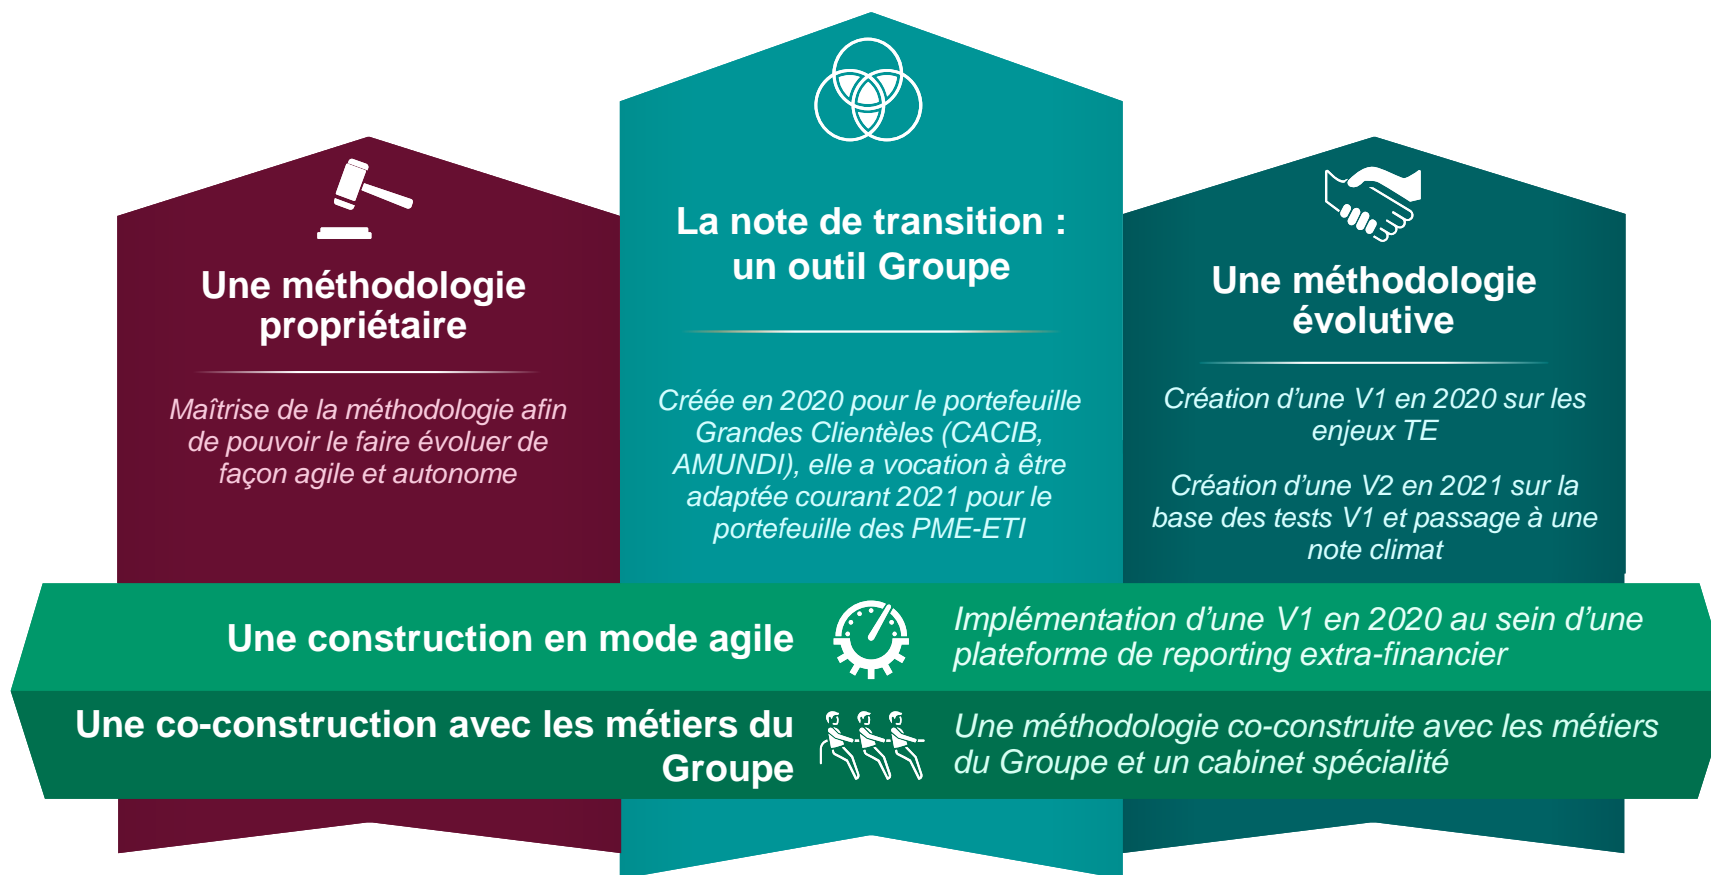 Une méthodologie
propriétaire
Maîtrise de la méthodologie afin
de pouvoir le faire évoluer de
façon agile et autonome
La note de transition :
un outil Groupe
Créée en 2020 pour le portefeuille
Grandes Clientèles (CACIB,
AMUNDI), elle a vocation à être
adaptée courant 2021 pour le
portefeuille des PME-ETI
Une méthodologie
évolutive
Création d’une V1 en 2020 sur les
enjeux TE
Création d’une V2 en 2021 sur la
base des tests V1 et passage à une
note climat
Une construction en mode agile
Implémentation d’une V1 en 2020 au sein d’une
plateforme de reporting extra-financier
Une co-construction avec les métiers du
Groupe
Une méthodologie co-construite avec les métiers
du Groupe et un cabinet spécialité